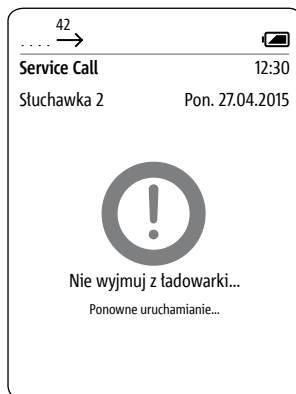 42
....
Service Call 12:30
Słuchawka 2 Pon. 27.04.2015
!
Nie wyjmuj z ładowarki...
Ponowne uruchamianie...